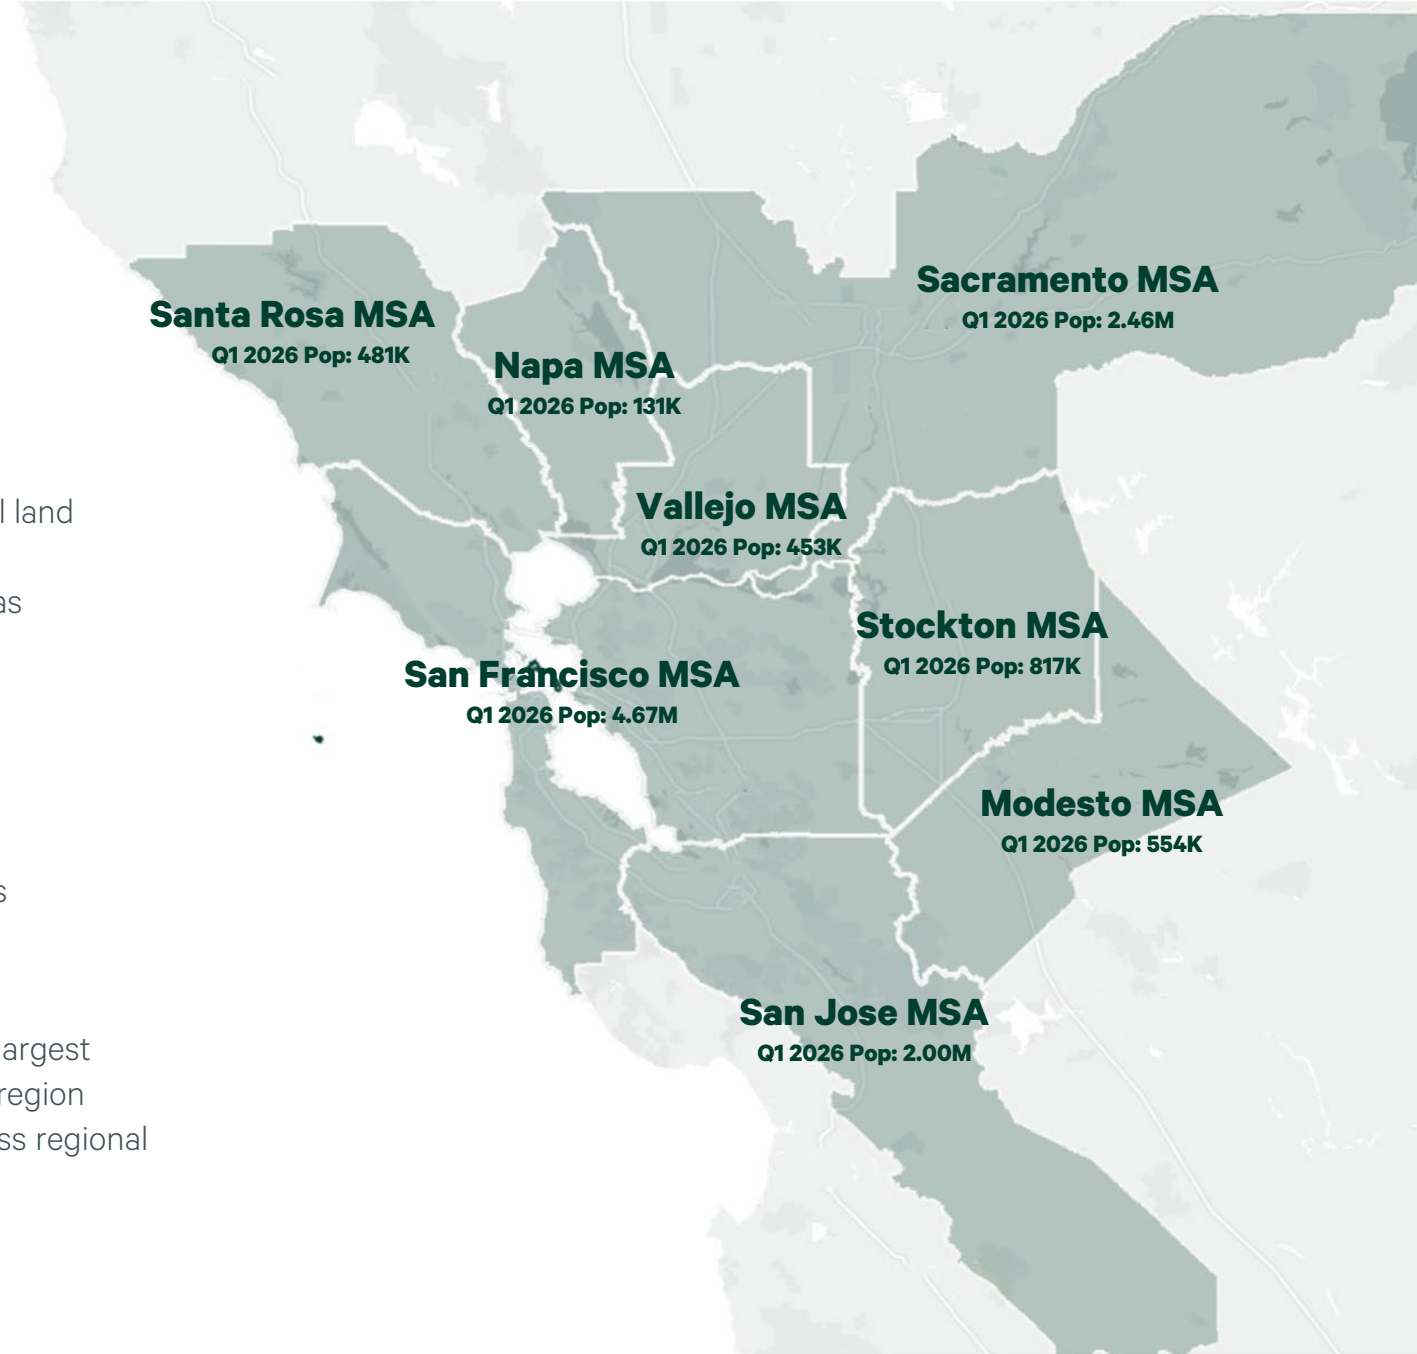 Sacramento MSA
Q1 2026 Pop: 2.46M
Santa Rosa MSA
Q1 2026 Pop: 481K
Napa MSA
Q1 2026 Pop: 131K
l land
Vallejo MSA
Q1 2026 Pop: 453K
as
Stockton MSA
Q1 2026 Pop: 817K
San Francisco MSA
Q1 2026 Pop: 4.67M
Modesto MSA
Q1 2026 Pop: 554K
s
San Jose MSA
Q1 2026 Pop: 2.00M
argest
region
ss regional